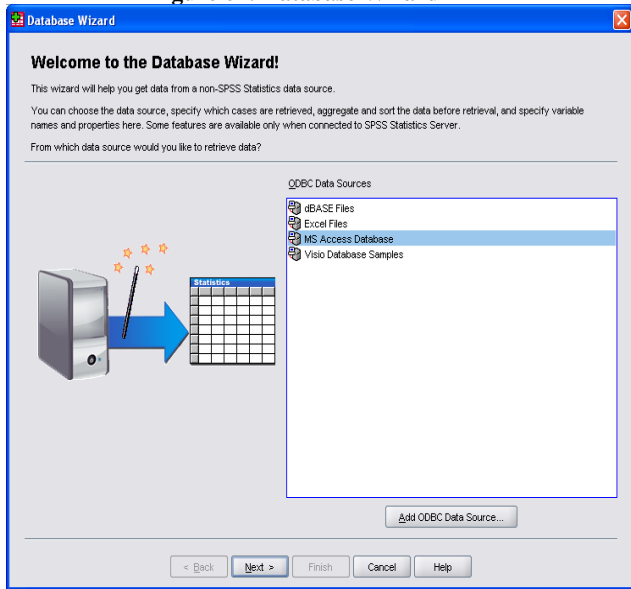 Database Wizard
Welcome to the Database Wizard!
This wizard will help you get data from a non-SPSS Statistics data source.
You can choose the data source, specify which cases are retrieved, aggregate and sort the data before retrieval, and specify variable
names and properties here. Some features are available only when connected to SPSS Statistics Server.
From which data source would you like to retrieve data?
ODBC Data Sources
dBASE Files
Excel Files
MS Access Database
Visio Database Samples
Statistics
Add ODBC Data Source...
< Back
Next >
Finish
Cancel
Help